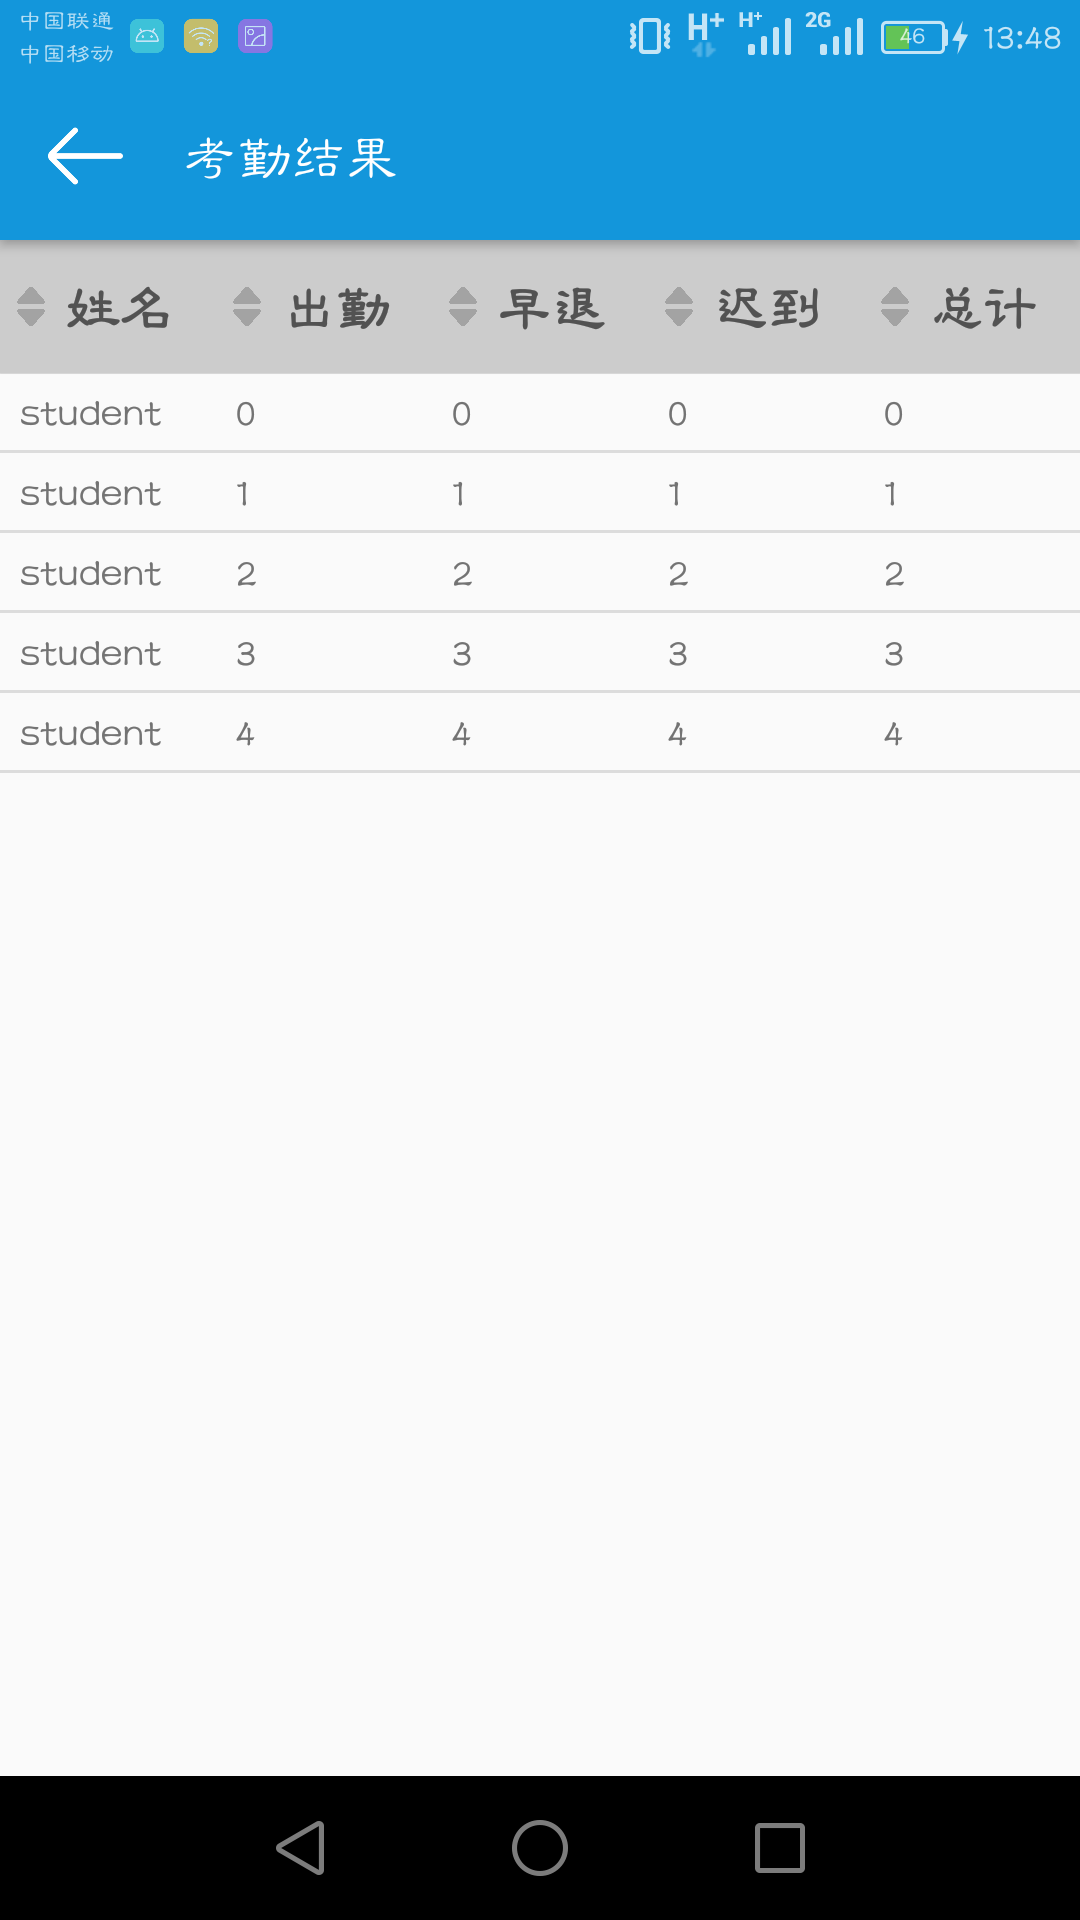 中国联通
中国移动
H+ H+ 2G 46 13:48
考勤结果
姓名 出勤 早退 迟到 总计
student 0 0 0 0
student 1 1 1 1
student 2 2 2 2
student 3 3 3 3
student 4 4 4 4